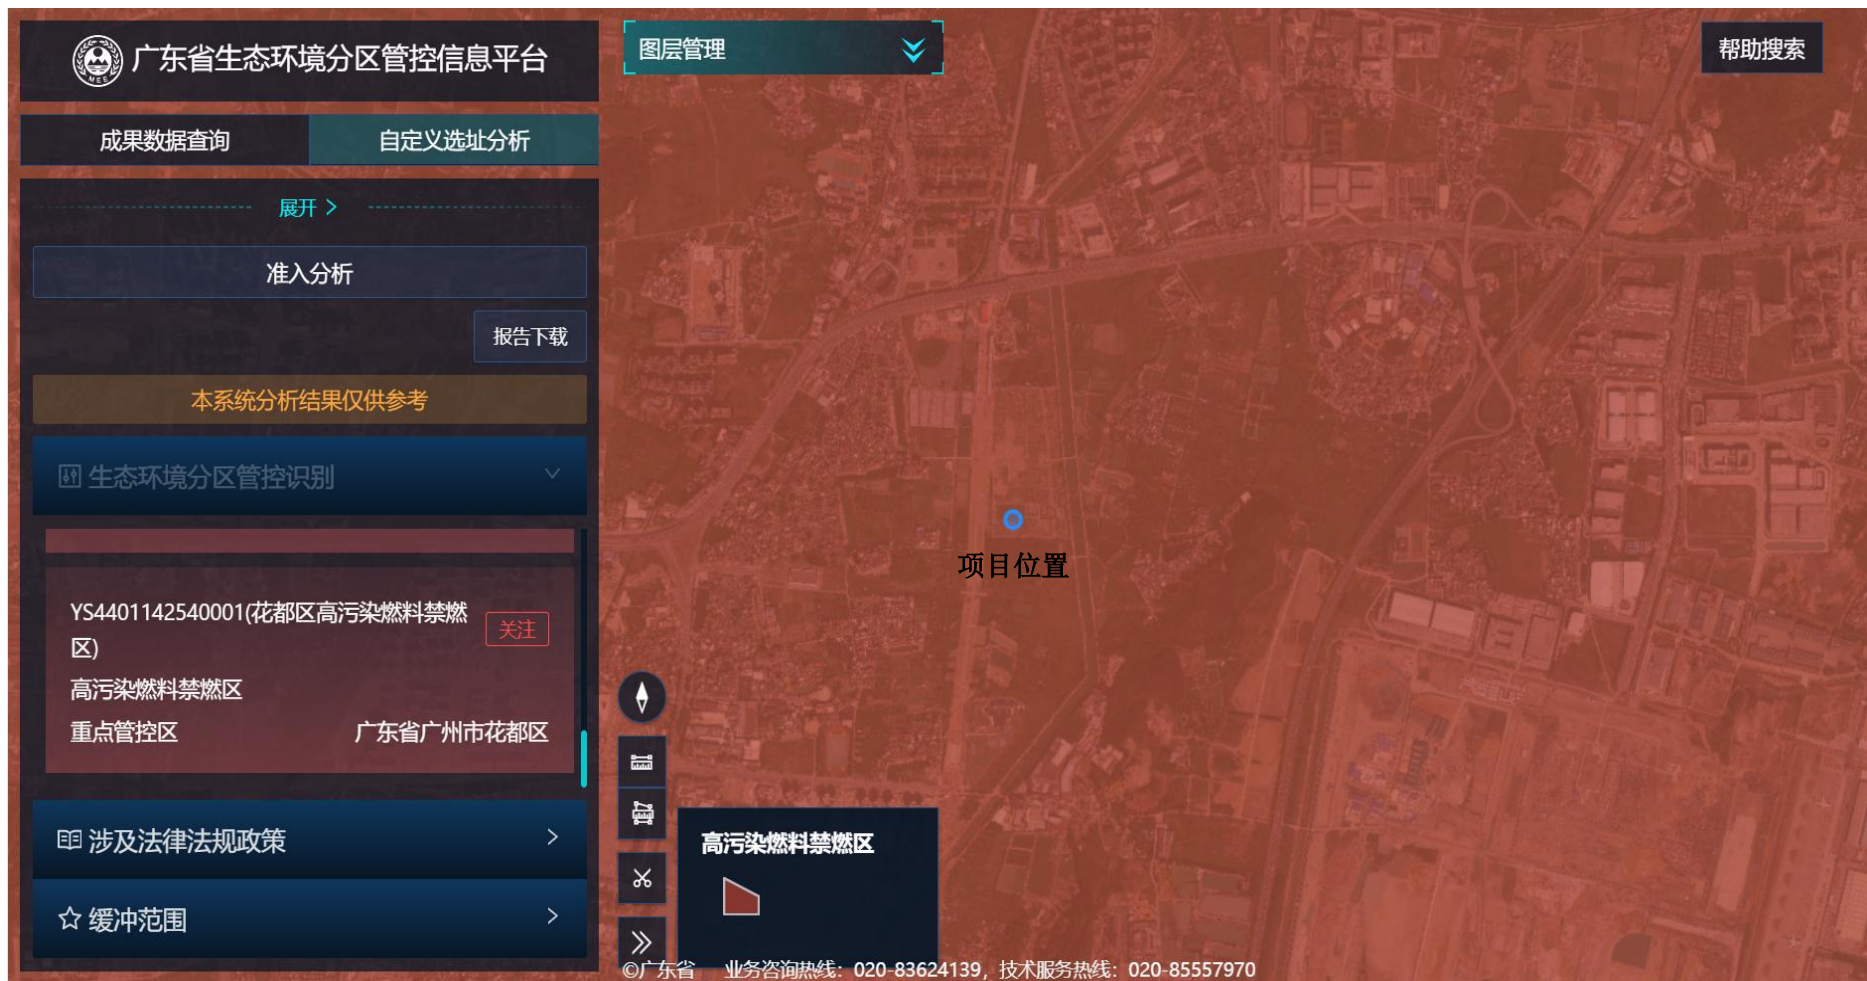 广东省生态环境分区管控信息平台
MEE
图层管理
帮助搜索
成果数据查询
自定义选址分析
展开
准入分析
报告下载
本系统分析结果仅供参考
生态环境分区管控识别
YS4401142540001(花都区高污染燃料禁燃
区)
关注
高污染燃料禁燃区
重点管控区
广东省广州市花都区
涉及法律法规政策
缓冲范围
项目位置
高污染燃料禁燃区
©广东省 业务咨询热线：020-83624139，技术服务热线：020-85557970